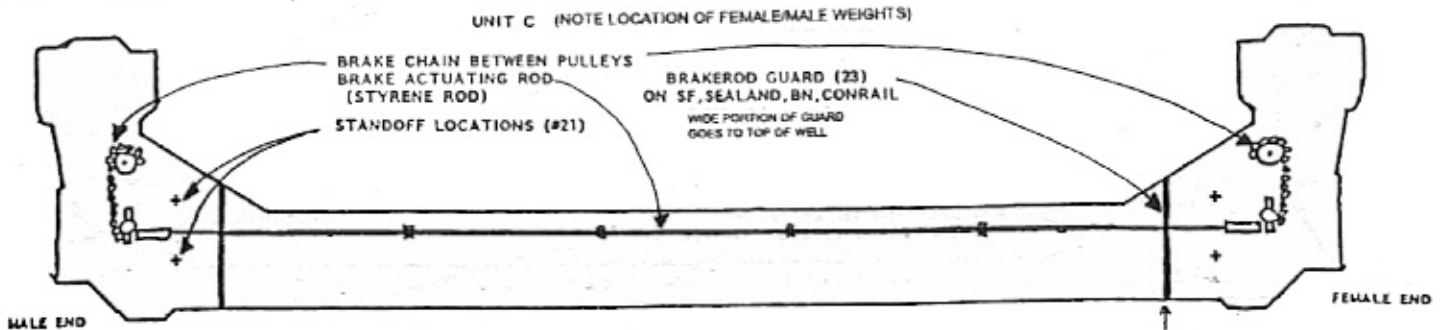 UNIT C (NOTE LOCATION OF FEMALE/MALE WEIGHTS)
BRAKE CHAIN BETWEEN PULLEYS
BRAKE ACTUATING ROD
(STYRENE ROD)
STANDOFF LOCATIONS (#21)
BRAKEROD GUARD (23)
ON SF, SEALAND, BN, CONRAIL
WIDE PORTION OF GUARD
GOES TO TOP OF WELL
MALE END
FEMALE END